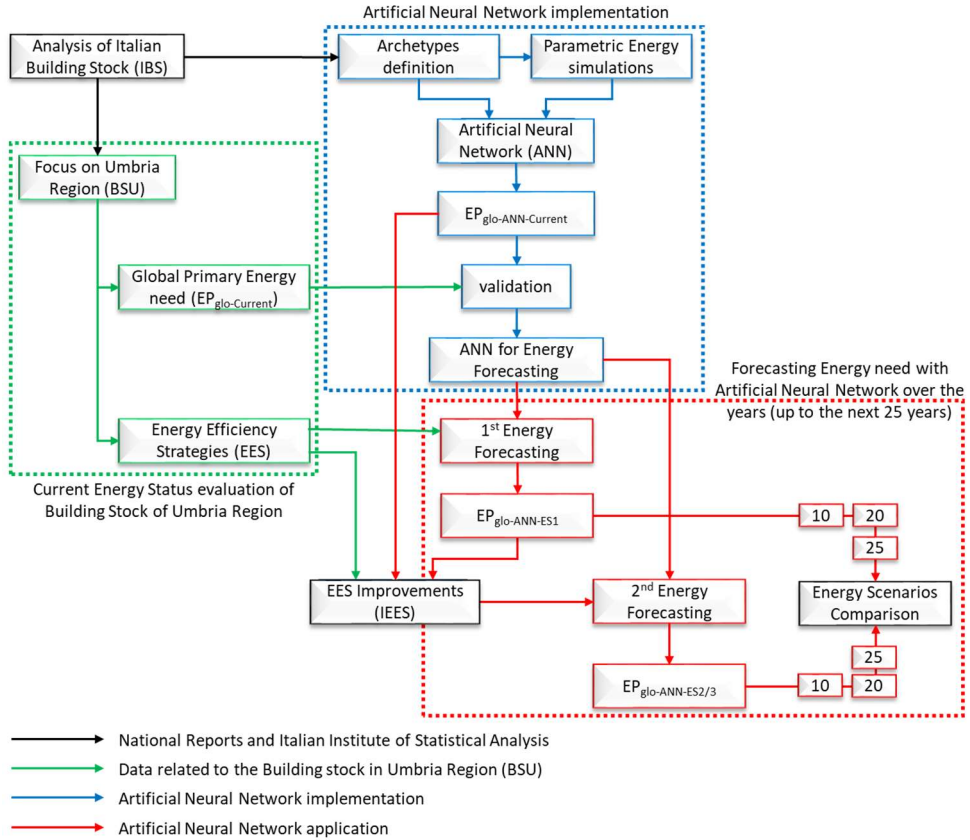 Artificial Neural Network implementation
Analysis of Italian
Building Stock (IBS)
Archetypes
definition
Parametric Energy
simulations
Artificial Neural
Network (ANN)
Focus on Umbria
Region (BSU)
EPglo-ANN-Current
Global Primary Energy
need (EPglo-Current)
validation
ANN for Energy
Forecasting
Forecasting Energy need with
Artificial Neural Network over the
years (up to the next 25 years)
Energy Efficiency
Strategies (EES)
1st Energy
Forecasting
Current Energy Status evaluation of
Building Stock of Umbria Region
EPglo-ANN-ES1
10
20
25
EES Improvements
(IEES)
2nd Energy
Forecasting
Energy Scenarios
Comparison
25
EPglo-ANN-ES2/3
10
20
National Reports and Italian Institute of Statistical Analysis
Data related to the Building stock in Umbria Region (BSU)
Artificial Neural Network implementation
Artificial Neural Network application